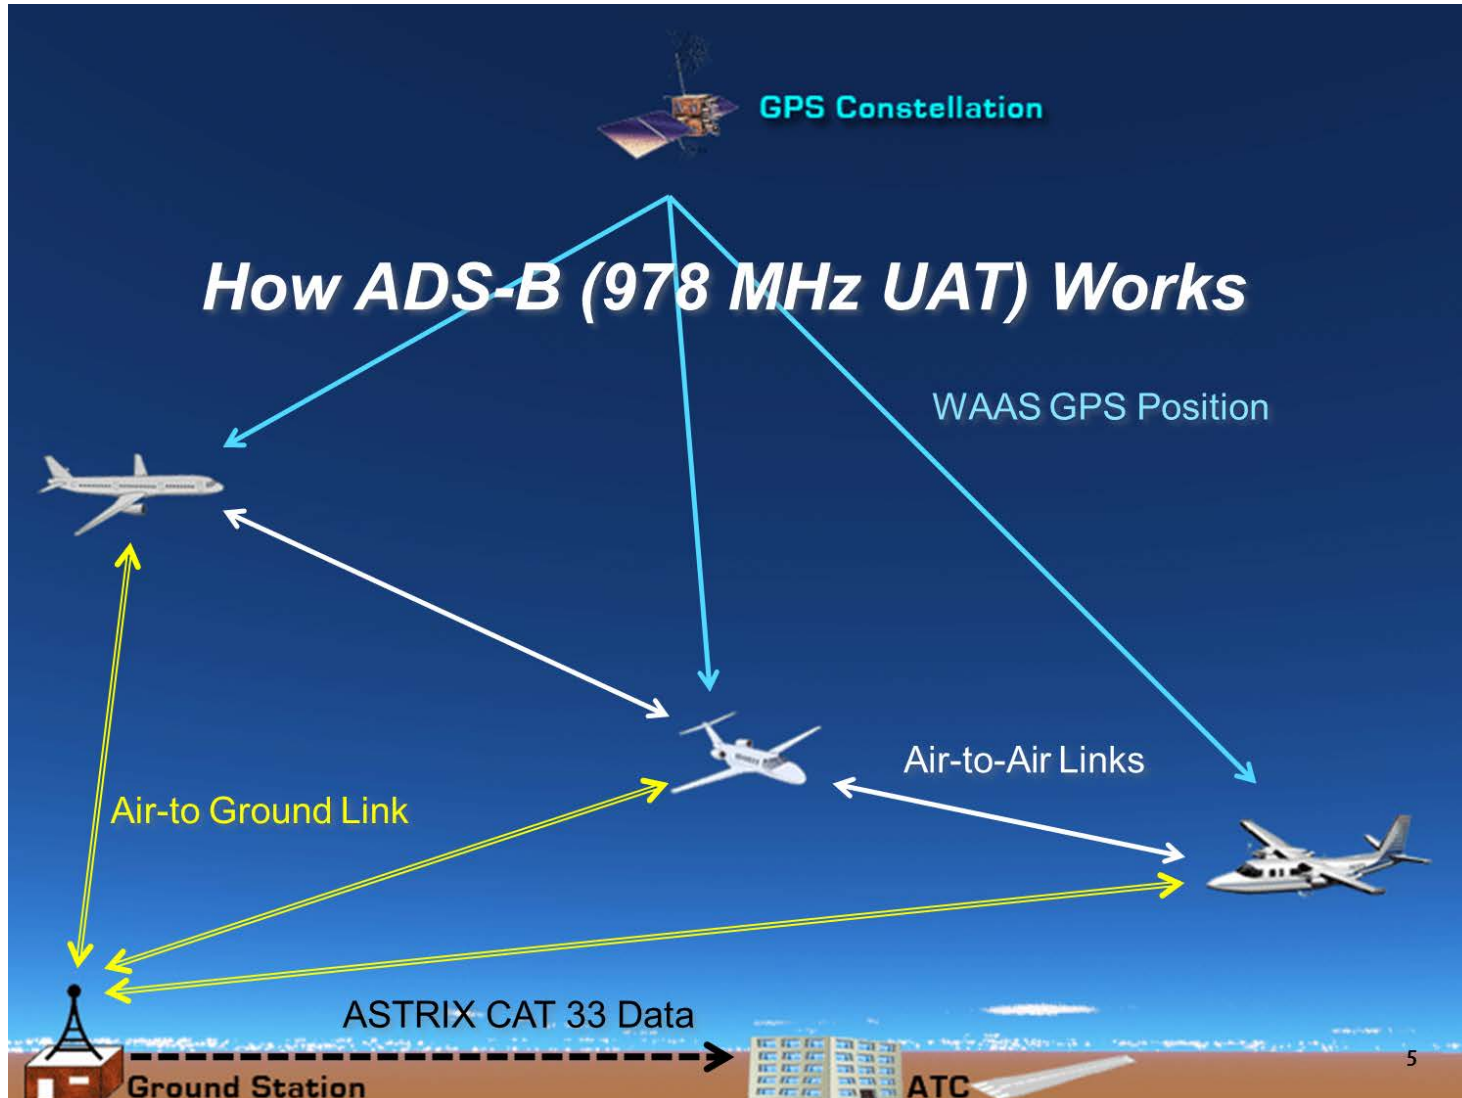 GPS Constellation
How ADS-B (978 MHz UAT) Works
WAAS GPS Position
Air-to-Air Links
Air-to Ground Link
ASTRIX CAT 33 Data
5
Ground Station
ATC